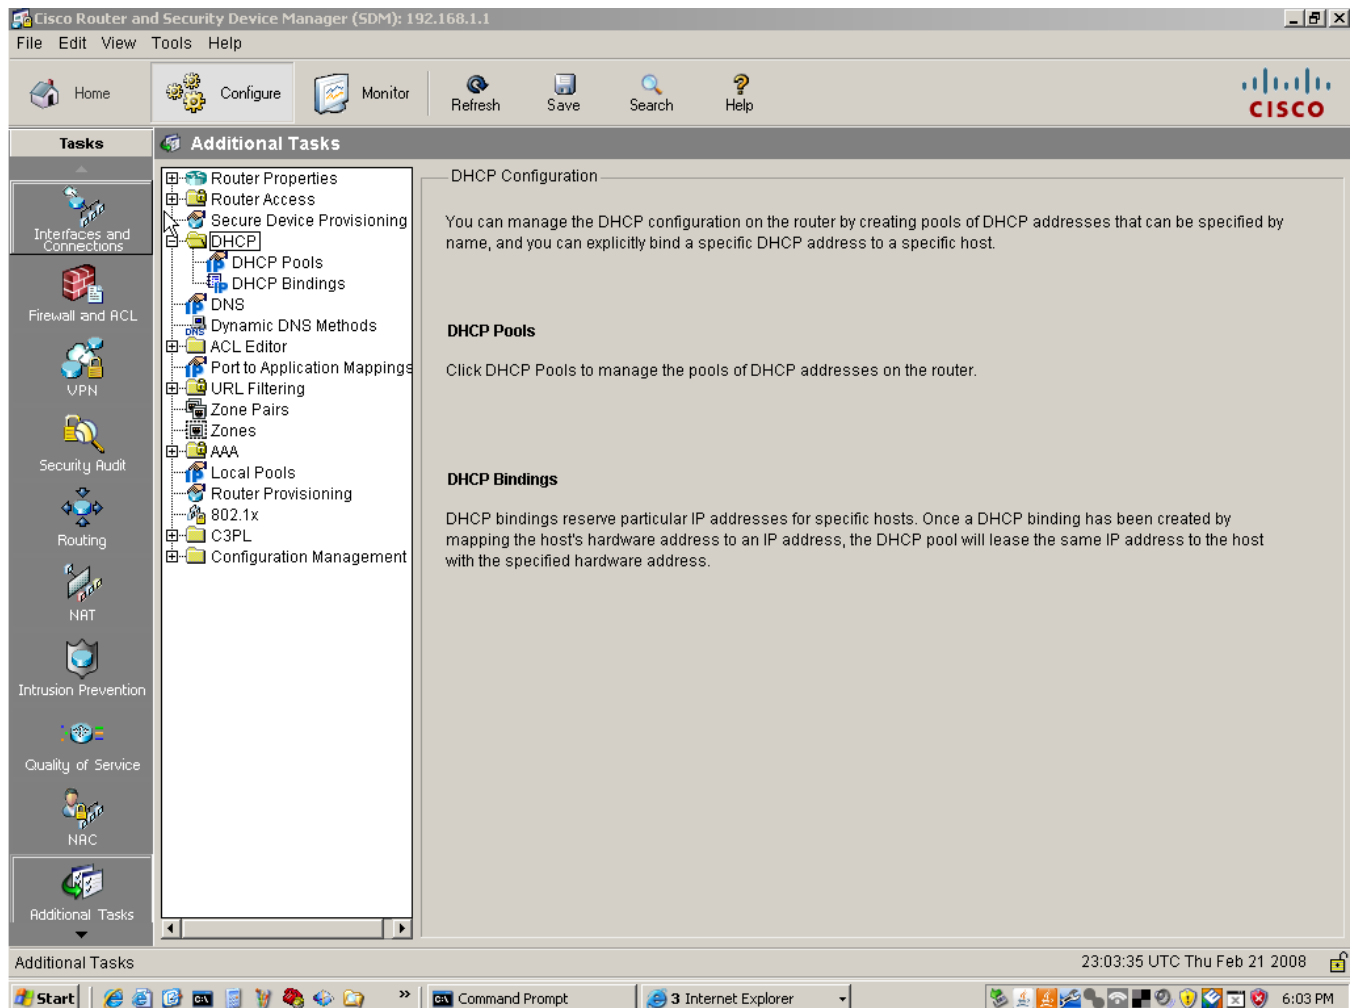 Cisco Router and Security Device Manager (SDM): 192.168.1.1
File Edit View Tools Help
Home Configure Monitor Refresh Save Search Help
CISCO
Tasks
Additional Tasks
Interfaces and
Connections
Firewall and ACL
VPN
Security Audit
Routing
NAT
Intrusion Prevention
Quality of Service
NAC
Additional Tasks
Router Properties
Router Access
Secure Device Provisioning
DHCP
DHCP Pools
DHCP Bindings
DNS
Dynamic DNS Methods
ACL Editor
Port to Application Mappings
URL Filtering
Zone Pairs
Zones
AAA
Local Pools
Router Provisioning
802.1x
C3PL
Configuration Management
DHCP Configuration
You can manage the DHCP configuration on the router by creating pools of DHCP addresses that can be specified by
name, and you can explicitly bind a specific DHCP address to a specific host.
DHCP Pools
Click DHCP Pools to manage the pools of DHCP addresses on the router.
DHCP Bindings
DHCP bindings reserve particular IP addresses for specific hosts. Once a DHCP binding has been created by
mapping the host's hardware address to an IP address, the DHCP pool will lease the same IP address to the host
with the specified hardware address.
Additional Tasks
23:03:35 UTC Thu Feb 21 2008
Start
Command Prompt
3 Internet Explorer
6:03 PM